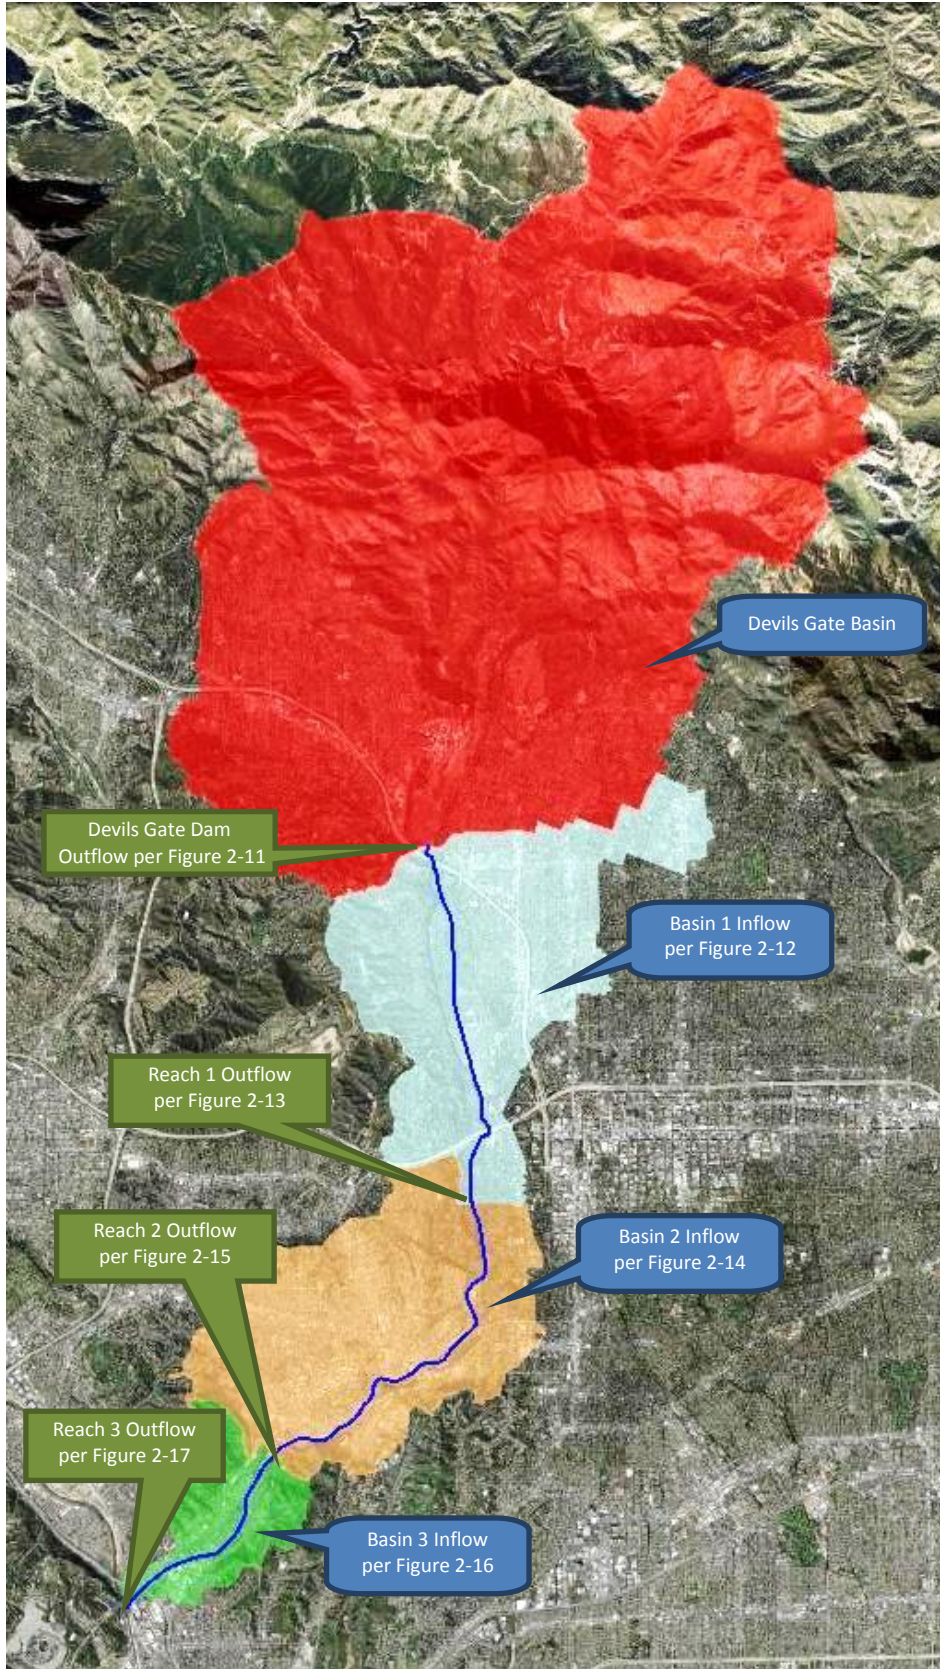 Devils Gate Basin
Devils Gate Dam
Outflow per Figure 2-11
Basin 1 Inflow
per Figure 2-12
Reach 1 Outflow
per Figure 2-13
Reach 2 Outflow
per Figure 2-15
Basin 2 Inflow
per Figure 2-14
Reach 3 Outflow
per Figure 2-17
Basin 3 Inflow
per Figure 2-16